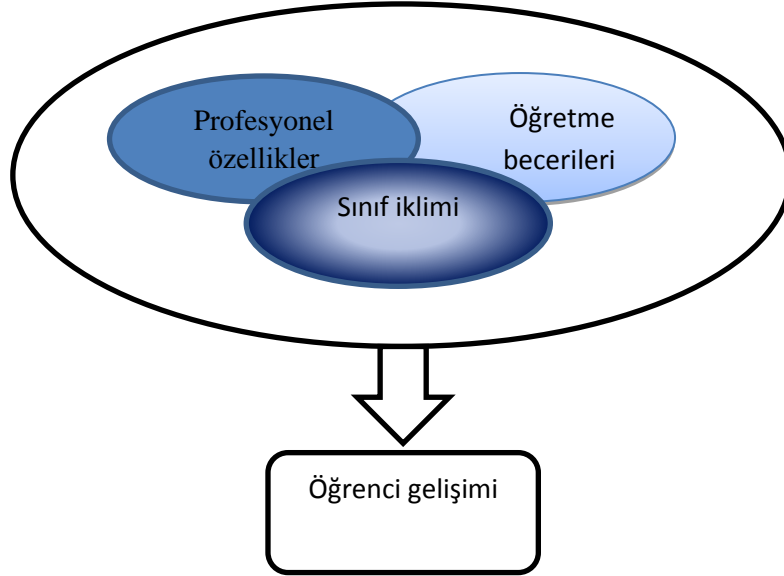 Profesyonel
özellikler
Öğretme
becerileri
Sınıf iklimi
Öğrenci gelişimi